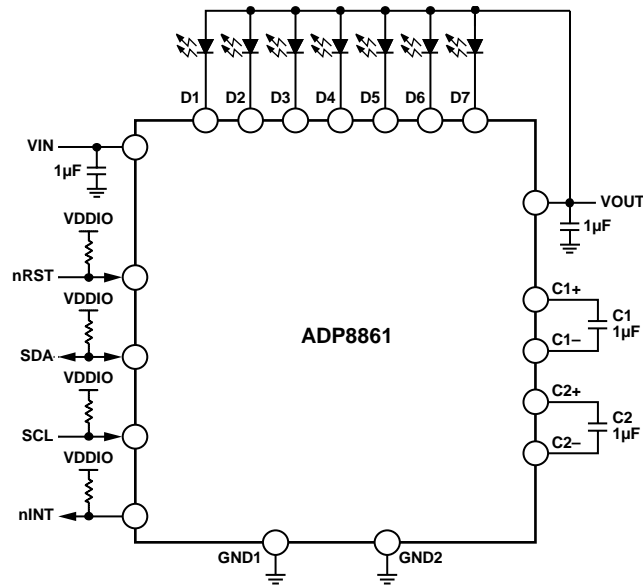 D1 D2 D3 D4 D5 D6 D7
VIN
1µF
VOUT
1µF
VDDIO
nRST
C1+
C1
1µF
C1–
VDDIO
SDA
ADP8861
VDDIO
SCL
C2+
C2
1µF
C2–
VDDIO
nINT
GND1
GND2